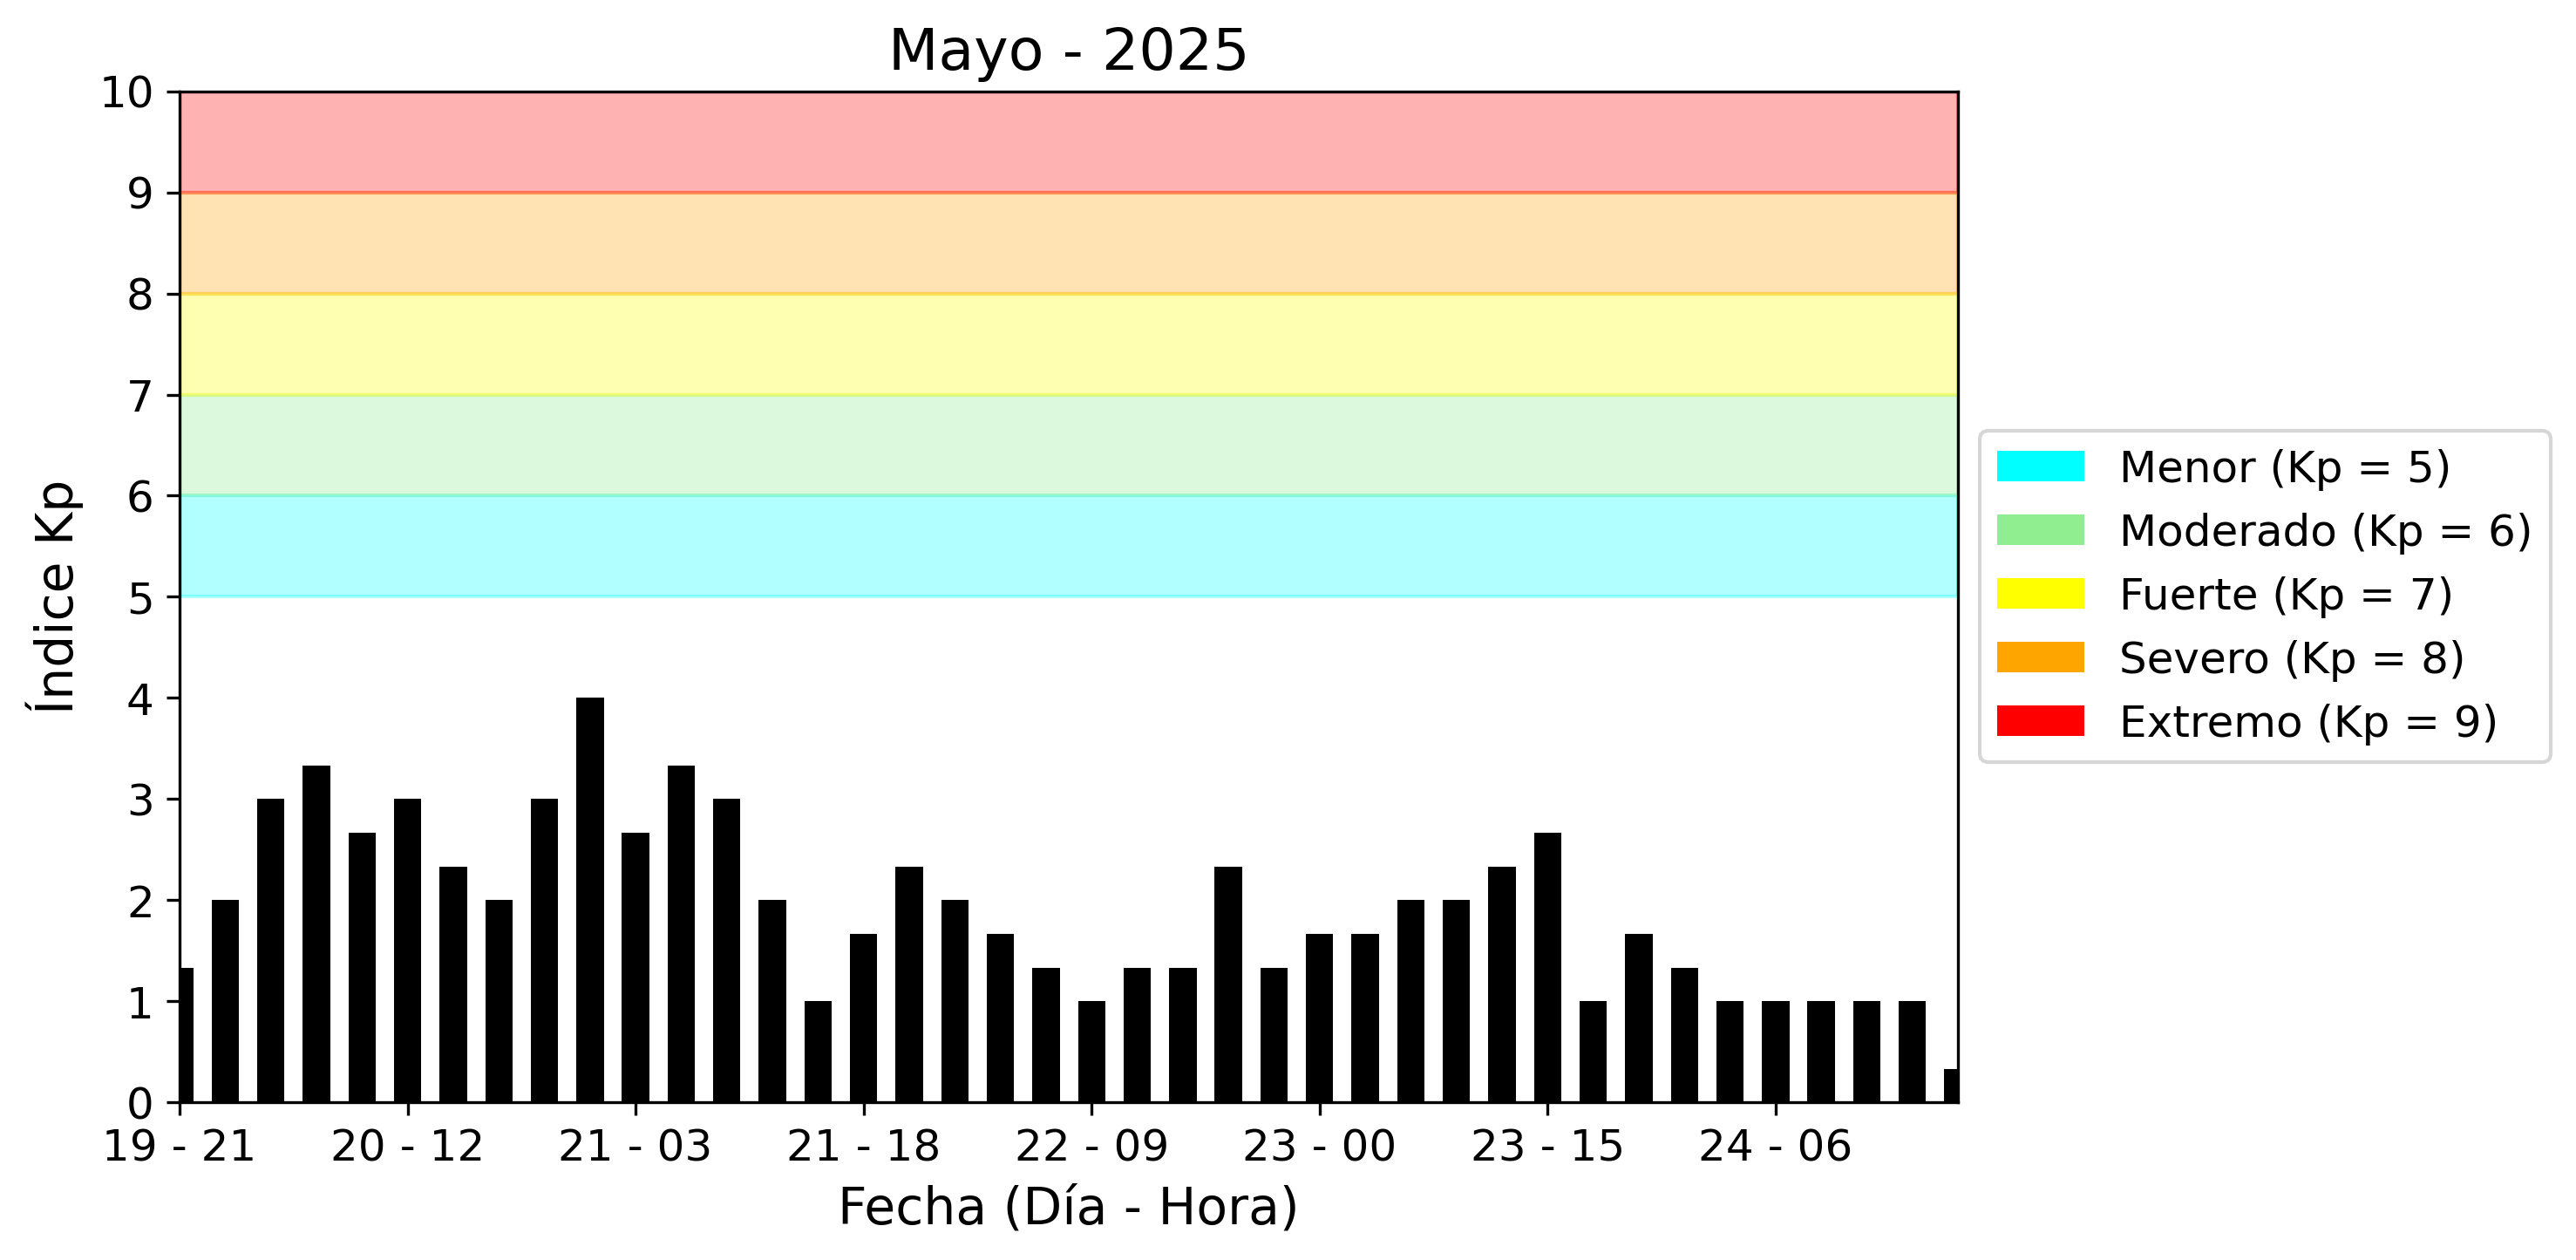 Mayo - 2025
10
9
8
7
6
5
4
3
2
1
0
Índice Kp
19 - 21
20 - 12
21 - 03
21 - 18
22 - 09
23 - 00
23 - 15
24 - 06
Fecha (Día - Hora)
Menor (Kp = 5)
Moderado (Kp = 6)
Fuerte (Kp = 7)
Severo (Kp = 8)
Extremo (Kp = 9)